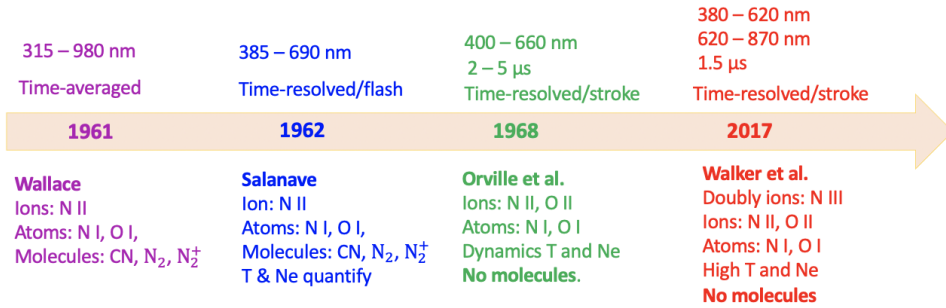 315 – 980 nm
Time-averaged
1961
Wallace
Ions: N II
Atoms: N I, O I,
Molecules: CN, N₂, N₂⁺
385 – 690 nm
Time-resolved/flash
1962
Salanave
Ion: N II
Atoms: N I, O I,
Molecules: CN, N₂, N₂⁺
T & Ne quantify
400 – 660 nm
2 – 5 µs
Time-resolved/stroke
1968
Orville et al.
Ions: N II, O II
Atoms: N I, O I
Dynamics T and Ne
No molecules.
380 – 620 nm
620 – 870 nm
1.5 µs
Time-resolved/stroke
2017
Walker et al.
Doubly ions: N III
Ions: N II, O II
Atoms: N I, O I
High T and Ne
No molecules